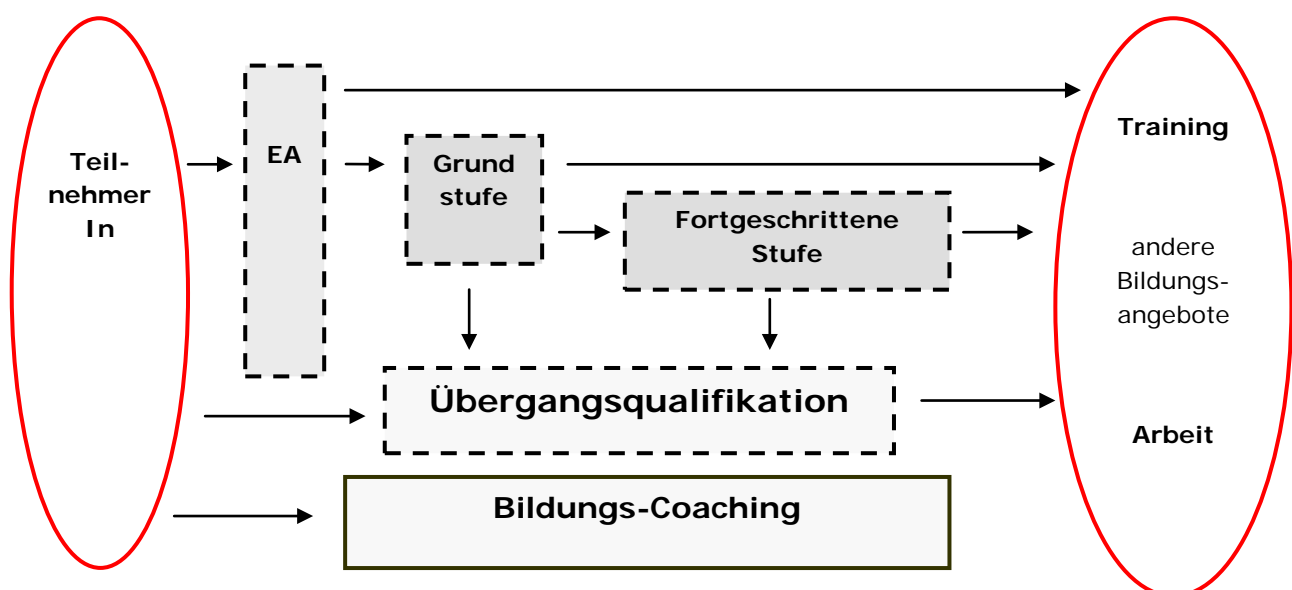 Teil-
nehmer
In
EA
Grund
stufe
Fortgeschrittene
Stufe
Übergangsqualifikation
Bildungs-Coaching
Training
andere
Bildungs-
angebote
Arbeit